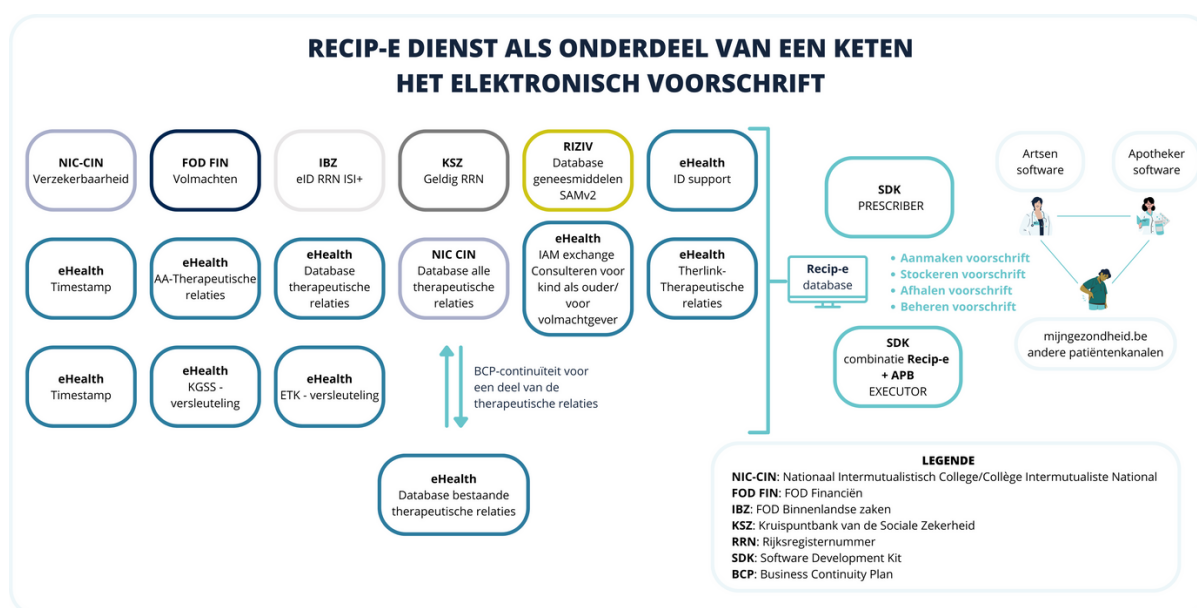 RECIP-E DIENST ALS ONDERDEEL VAN EEN KETEN
HET ELEKTRONISCH VOORSCHRIFT
NIC-CIN
Verzekerbaarheid
FOD FIN
Volmachten
IBZ
eID RRN ISI+
KSZ
Geldig RRN
RIZIV
Database
geneesmiddelen
SAMv2
eHealth
ID support
eHealth
Timestamp
eHealth
AA-Therapeutische
relaties
eHealth
Database
therapeutische
relaties
NIC CIN
Database alle
therapeutische
relaties
eHealth
IAM exchange
Consulteren voor
kind als ouder/
voor
volmachtgever
eHealth
Therlink-
Therapeutische
relaties
eHealth
Timestamp
eHealth
KGSS -
versleuteling
eHealth
ETK - versleuteling
BCP-continuïteit voor
een deel van de
therapeutische relaties
eHealth
Database bestaande
therapeutische relaties
Recip-e
database
SDK
PRESCRIBER
• Aanmaken voorschrift
• Stockeren voorschrift
• Afhalen voorschrift
• Beheren voorschrift
SDK
combinatie Recip-e
+ APB
EXECUTOR
Artsen
software
Apotheker
software
mijngezondheid.be
andere patiëntenkanalen
LEGENDE
NIC-CIN: Nationaal Intermutualistisch College/Collège Intermutualiste National
FOD FIN: FOD Financiën
IBZ: FOD Binnenlandse zaken
KSZ: Kruispuntbank van de Sociale Zekerheid
RRN: Rijksregisternummer
SDK: Software Development Kit
BCP: Business Continuity Plan